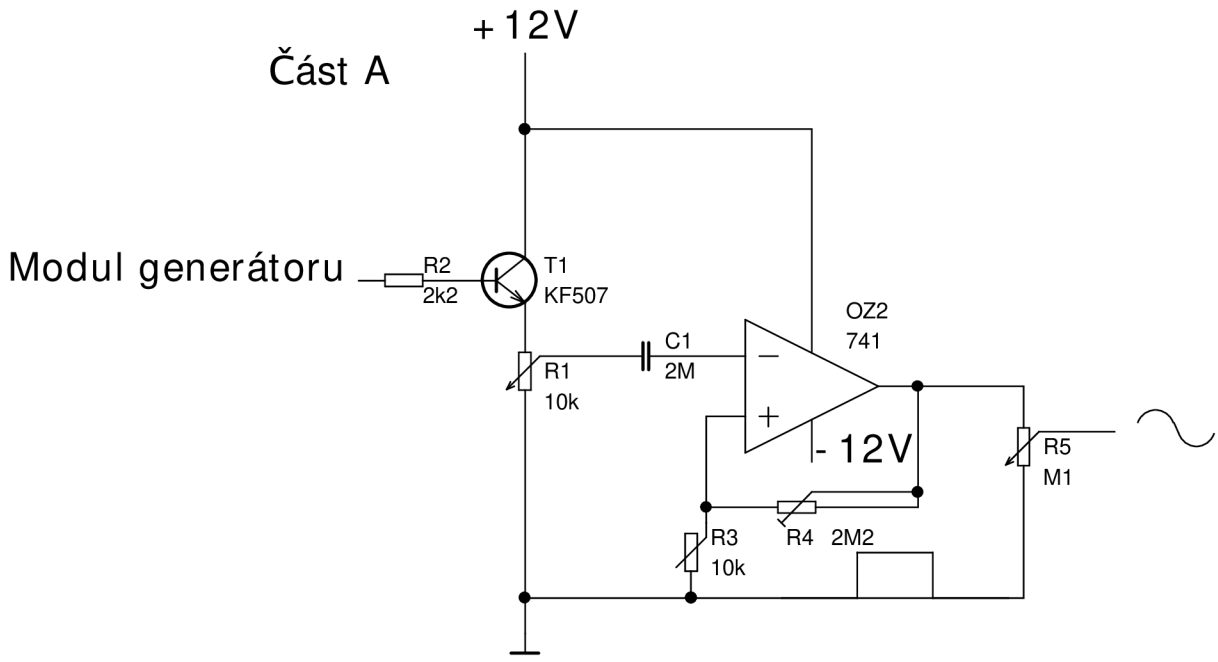 + 12V
Část A
Modul generátoru
R2
2k2
T1
KF507
OZ2
741
C1
2M
R1
10k
−
+
- 12V
R5
M1
R3
10k
R4 2M2